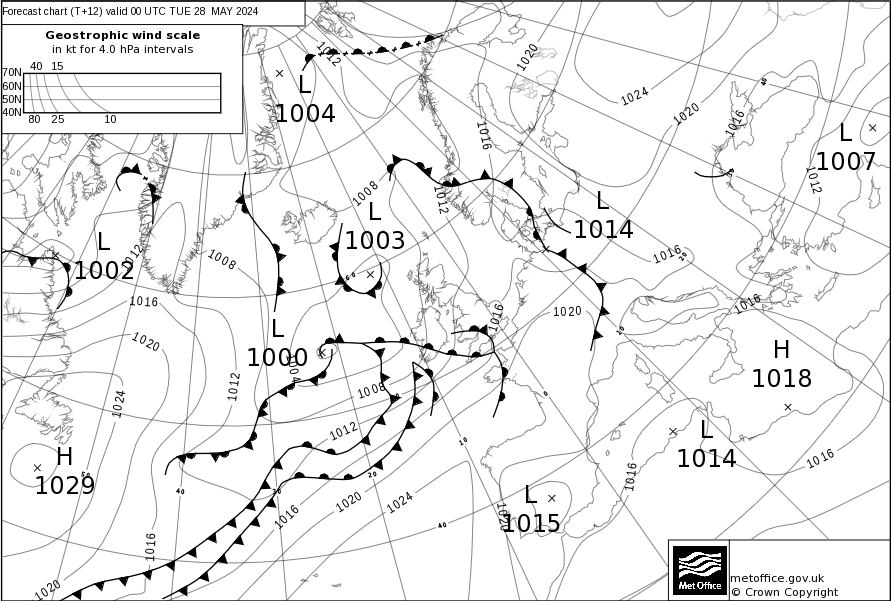 Forecast chart (T+12) valid 00 UTC TUE 28 MAY 2024
Geostrophic wind scale
in kt for 4.0 hPa intervals
40 15
70N
60N
50N
40N
80 25 10
1012
1020
L
1004
1024
1020
1016
1016
L
1007
1012
1008
1012
L
1003
L
1014
L
1002
1012
1008
1016
1016
1016
1020
1016
1020
L
1000
1004
1008
1012
1024
H
1018
1012
L
1014
1016
1016
H
1029
50
40
30
20
10
0
10
20
30
40
60
1016
1020
1024
L
1015
1020
1016
1020
Met Office
metoffice.gov.uk
© Crown Copyright